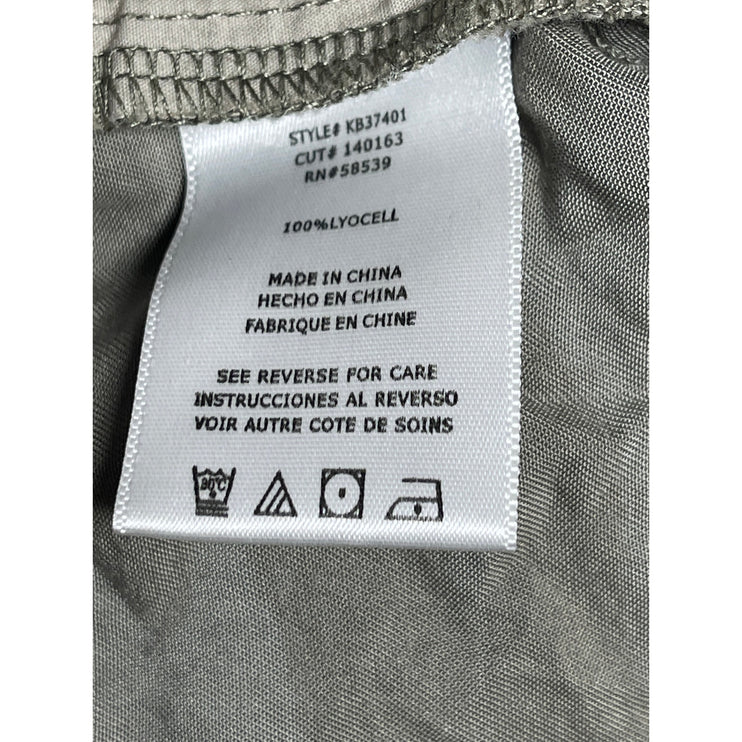 STYLE# KB37401
CUT# 140163
RN#58539
100%LYOCELL
MADE IN CHINA
HECHO EN CHINA
FABRIQUE EN CHINE
SEE REVERSE FOR CARE
INSTRUCCIONES AL REVERSO
VOIR AUTRE COTE DE SOINS